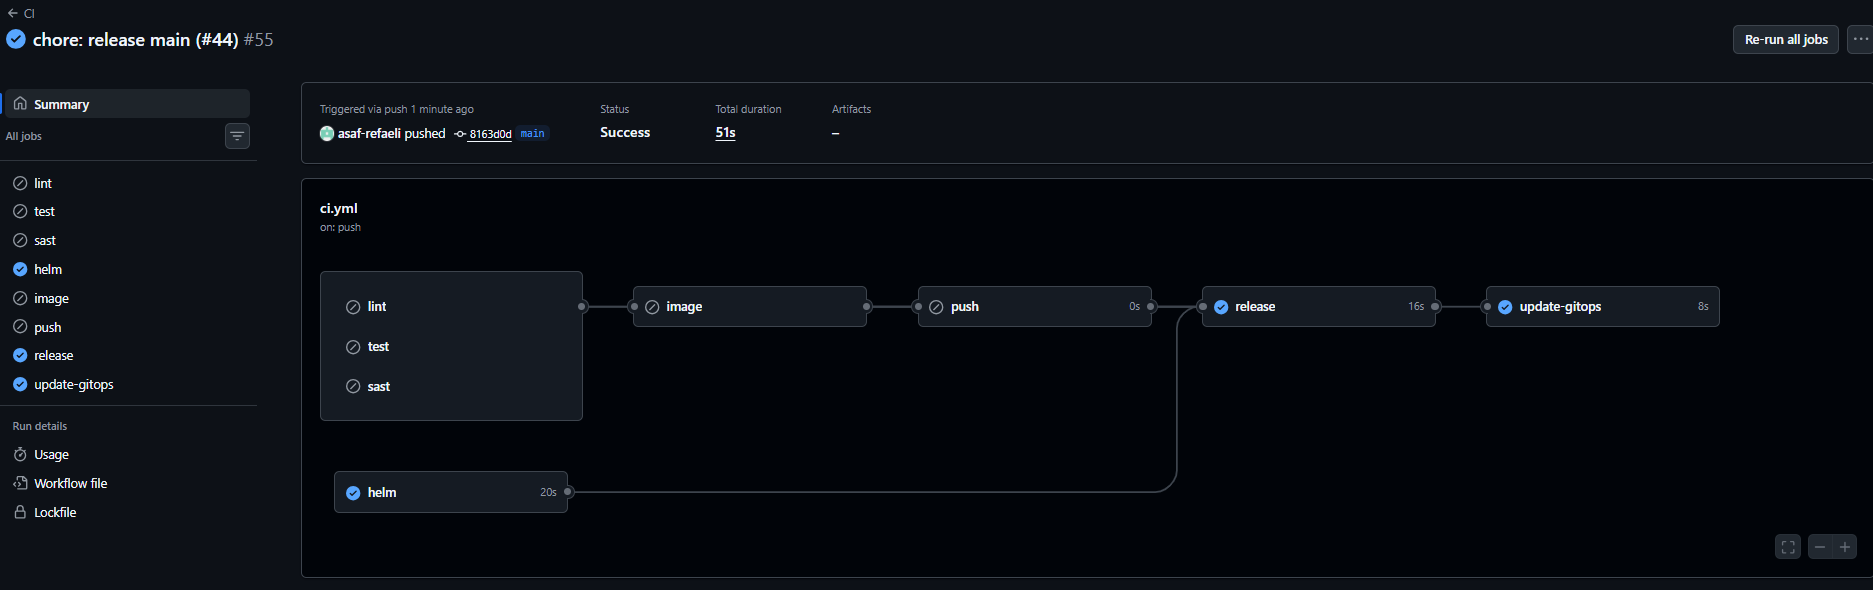 CI
chore: release main (#44) #55
Re-run all jobs
Summary
All jobs
lint
test
sast
helm
image
push
release
update-gitops
Run details
Usage
Workflow file
Lockfile
Triggered via push 1 minute ago
asaf-refaeli pushed 8163d0d main
Status
Success
Total duration
51s
Artifacts
–
ci.yml
on: push
lint
test
sast
image
push 0s
release 16s
update-gitops 8s
helm 20s